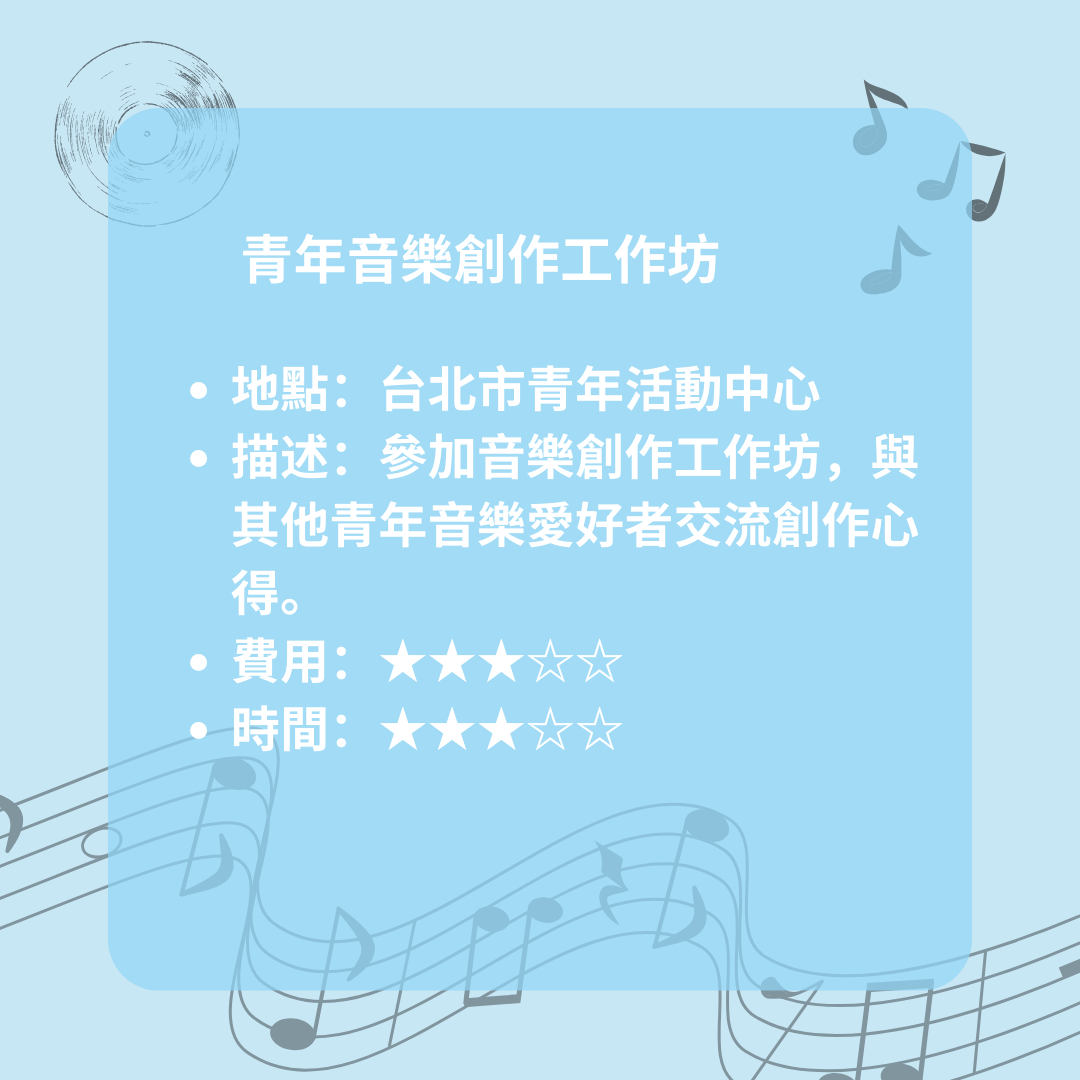 青年音樂創作工作坊
• 地點：台北市青年活動中心
• 描述：參加音樂創作工作坊，與
其他青年音樂愛好者交流創作心
得。
• 費用：★★★☆☆
• 時間：★★★☆☆